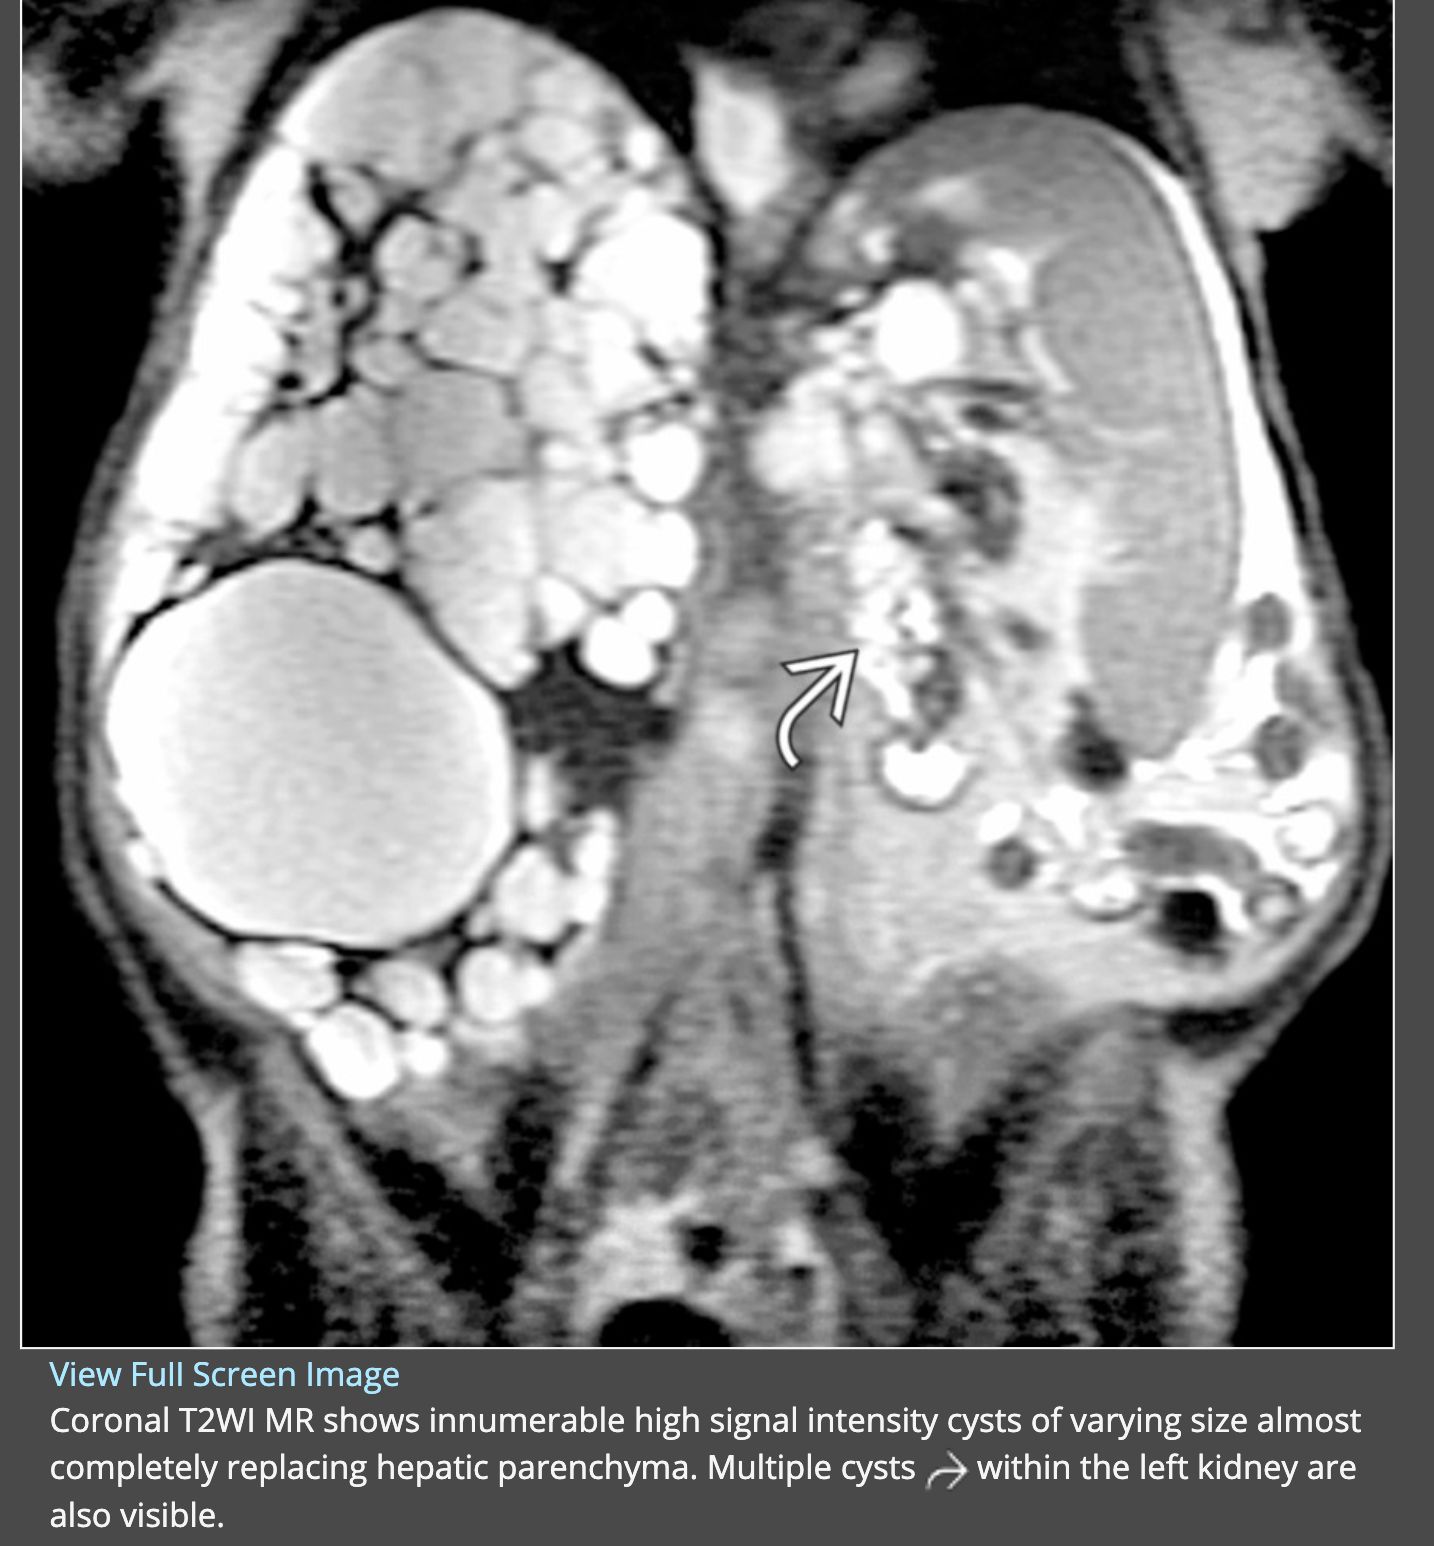 View Full Screen Image
Coronal T2WI MR shows innumerable high signal intensity cysts of varying size almost
completely replacing hepatic parenchyma. Multiple cysts within the left kidney are
also visible.